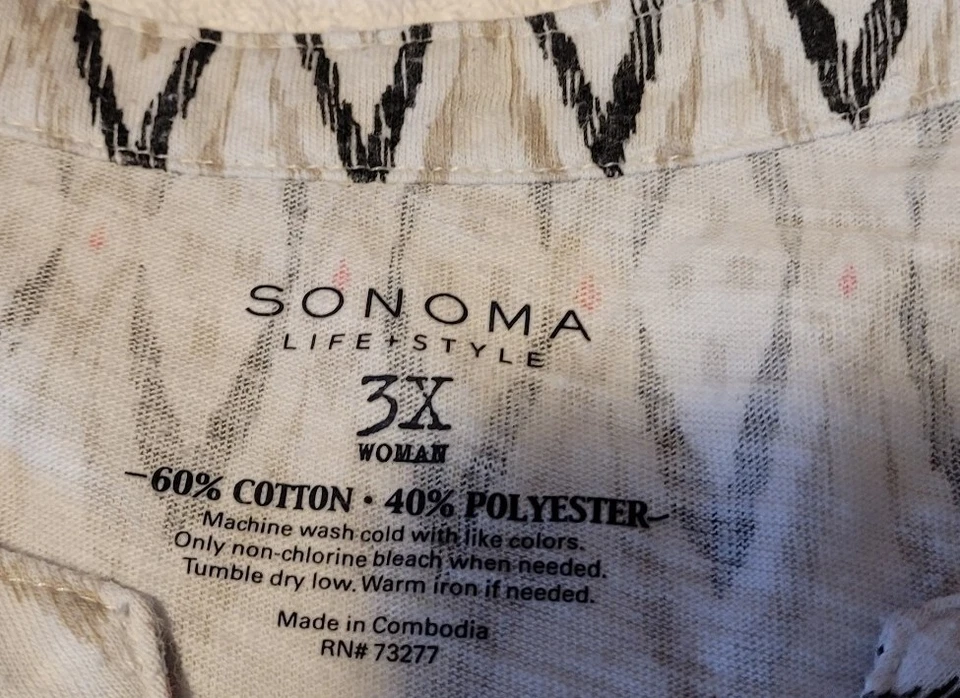 SONOMA
LIFE+STYLE
3X
WOMAN
-60% COTTON • 40% POLYESTER-
Machine wash cold with like colors.
Only non-chlorine bleach when needed.
Tumble dry low. Warm iron if needed.
Made in Combodia
RN# 73277